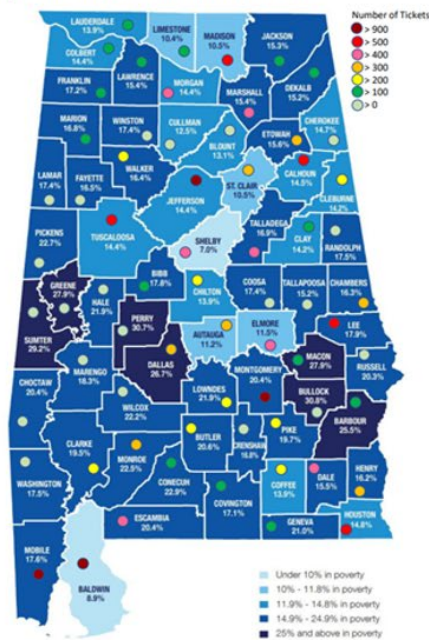 Number of Tickets
> 900
> 500
> 400
> 300
> 200
> 100
> 0
LAUDERDALE
13.9%
LIMESTONE
10.4%
MADISON
10.5%
JACKSON
15.3%
COLBERT
14.4%
FRANKLIN
17.2%
LAWRENCE
15.4%
MORGAN
14.4%
MARSHALL
15.4%
DEKALB
15.2%
MARION
16.8%
WINSTON
17.4%
CULLMAN
12.5%
BLOUNT
13.1%
ETOWAH
15.6%
CHEROKEE
14.7%
LAMAR
17.4%
FAYETTE
16.5%
WALKER
16.4%
JEFFERSON
14.4%
ST. CLAIR
10.5%
CALHOUN
14.5%
CLEBURNE
14.2%
PICKENS
22.7%
TUSCALOOSA
14.4%
SHELBY
7.0%
TALLADEGA
16.9%
CLAY
14.2%
RANDOLPH
17.5%
GREENE
27.9%
HALE
21.9%
BIBB
17.8%
CHILTON
13.9%
COOSA
17.4%
TALLAPOOSA
15.2%
CHAMBERS
16.3%
SUMTER
29.2%
PERRY
30.7%
AUTAUGA
11.2%
ELMORE
11.5%
LEE
17.9%
MARENGO
18.3%
DALLAS
26.7%
MONTGOMERY
20.4%
MACON
27.9%
RUSSELL
20.3%
CHOCTAW
20.4%
WILCOX
22.2%
LOWNDES
21.9%
BULLOCK
30.8%
BARBOUR
25.5%
CLARKE
19.5%
MONROE
22.5%
BUTLER
20.6%
CRENSHAW
16.8%
PIKE
19.7%
WASHINGTON
17.5%
CONECUH
22.9%
COVINGTON
17.1%
COFFEE
13.9%
DALE
15.5%
HENRY
16.2%
ESCAMBIA
20.4%
GENEVA
21.0%
HOUSTON
14.8%
MOBILE
17.6%
BALDWIN
8.9%
Under 10% in poverty
10% - 11.8% in poverty
11.9% - 14.8% in poverty
14.9% - 24.9% in poverty
25% and above in poverty